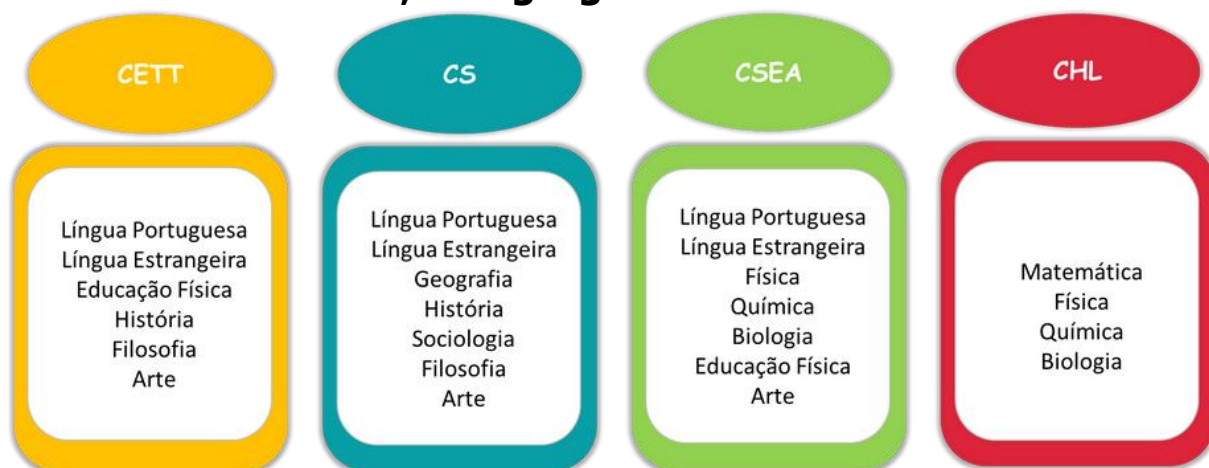 CETT
Língua Portuguesa
Língua Estrangeira
Educação Física
História
Filosofia
Arte
CS
Língua Portuguesa
Língua Estrangeira
Geografia
História
Sociologia
Filosofia
Arte
CSEA
Língua Portuguesa
Língua Estrangeira
Física
Química
Biologia
Educação Física
Arte
CHL
Matemática
Física
Química
Biologia